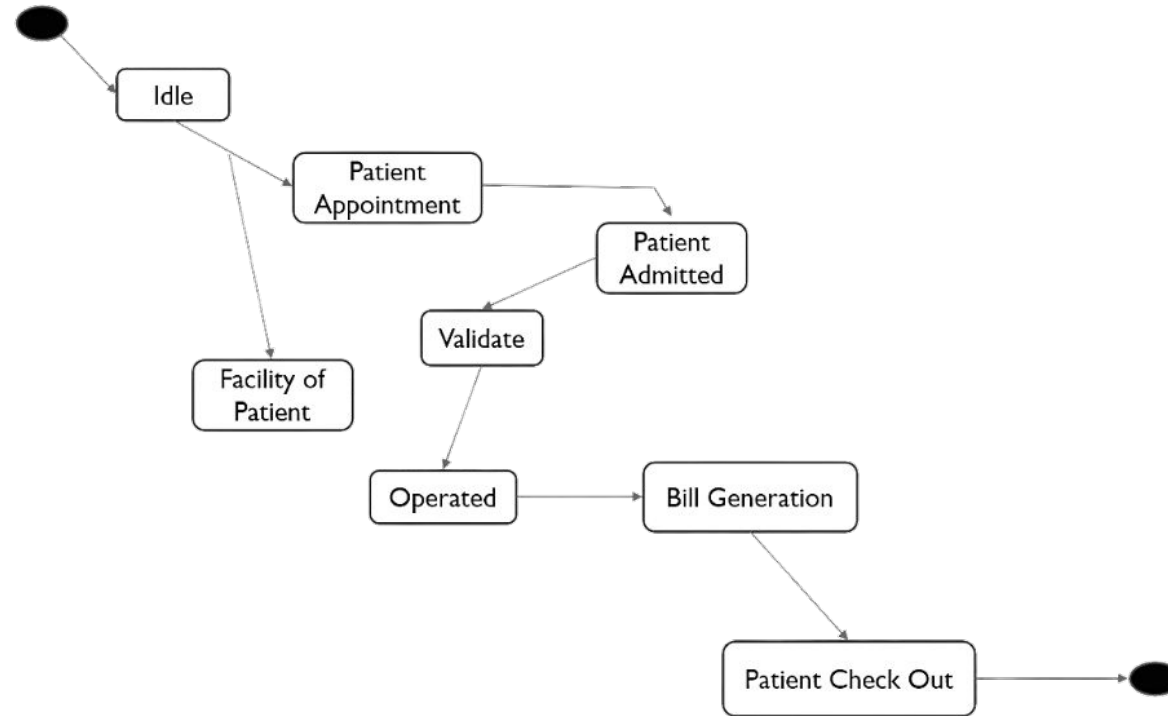 Idle
Patient
Appointment
Patient
Admitted
Validate
Facility of
Patient
Operated
Bill Generation
Patient Check Out